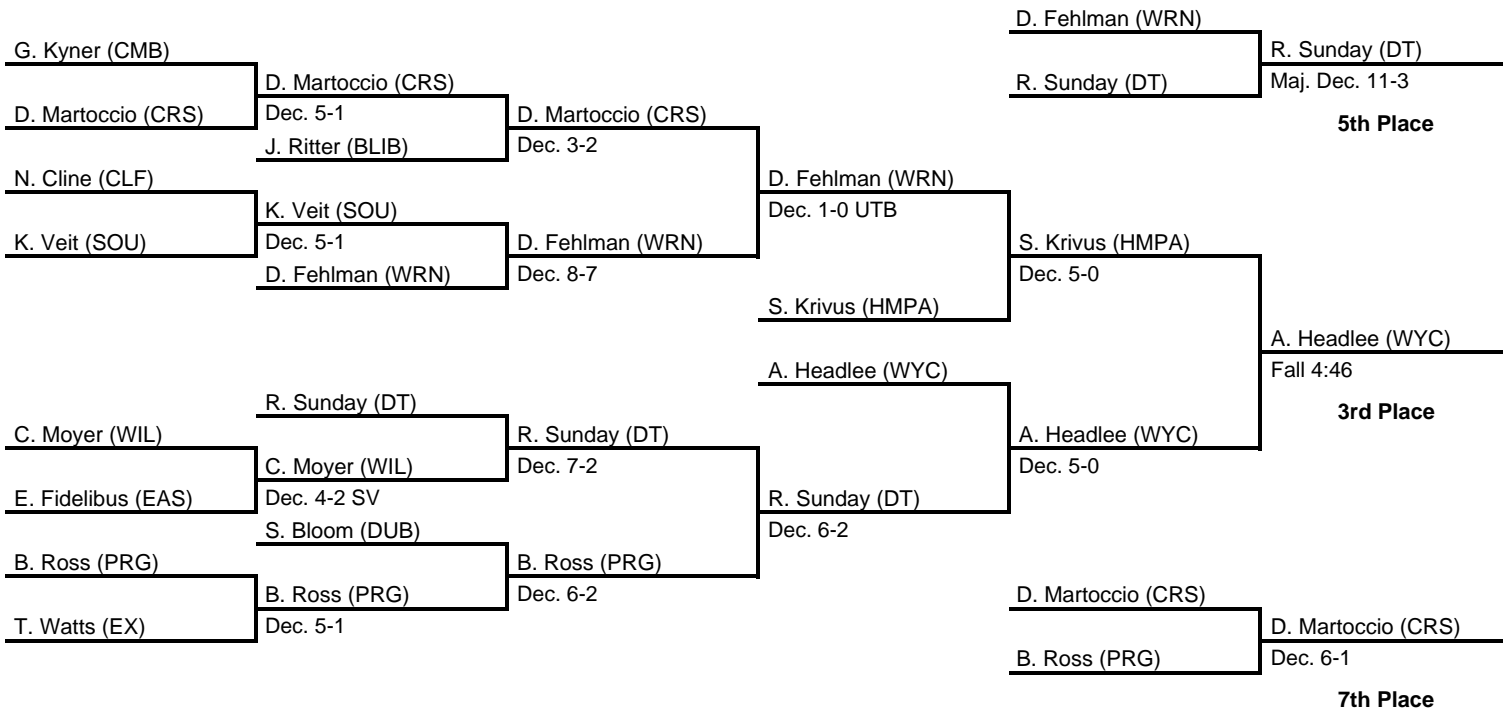 D. Fehlman (WRN)
R. Sunday (DT)
R. Sunday (DT)
Maj. Dec. 11-3
5th Place
G. Kyner (CMB)
D. Martoccio (CRS)
D. Martoccio (CRS)
Dec. 5-1
J. Ritter (BLIB)
D. Martoccio (CRS)
Dec. 3-2
N. Cline (CLF)
K. Veit (SOU)
K. Veit (SOU)
Dec. 5-1
D. Fehlman (WRN)
D. Fehlman (WRN)
Dec. 8-7
D. Fehlman (WRN)
Dec. 1-0 UTB
S. Krivus (HMPA)
S. Krivus (HMPA)
Dec. 5-0
A. Headlee (WYC)
Fall 4:46
3rd Place
A. Headlee (WYC)
A. Headlee (WYC)
Dec. 5-0
R. Sunday (DT)
C. Moyer (WIL)
E. Fidelibus (EAS)
C. Moyer (WIL)
Dec. 4-2 SV
R. Sunday (DT)
Dec. 7-2
R. Sunday (DT)
Dec. 6-2
S. Bloom (DUB)
B. Ross (PRG)
T. Watts (EX)
B. Ross (PRG)
Dec. 5-1
B. Ross (PRG)
Dec. 6-2
D. Martoccio (CRS)
B. Ross (PRG)
D. Martoccio (CRS)
Dec. 6-1
7th Place